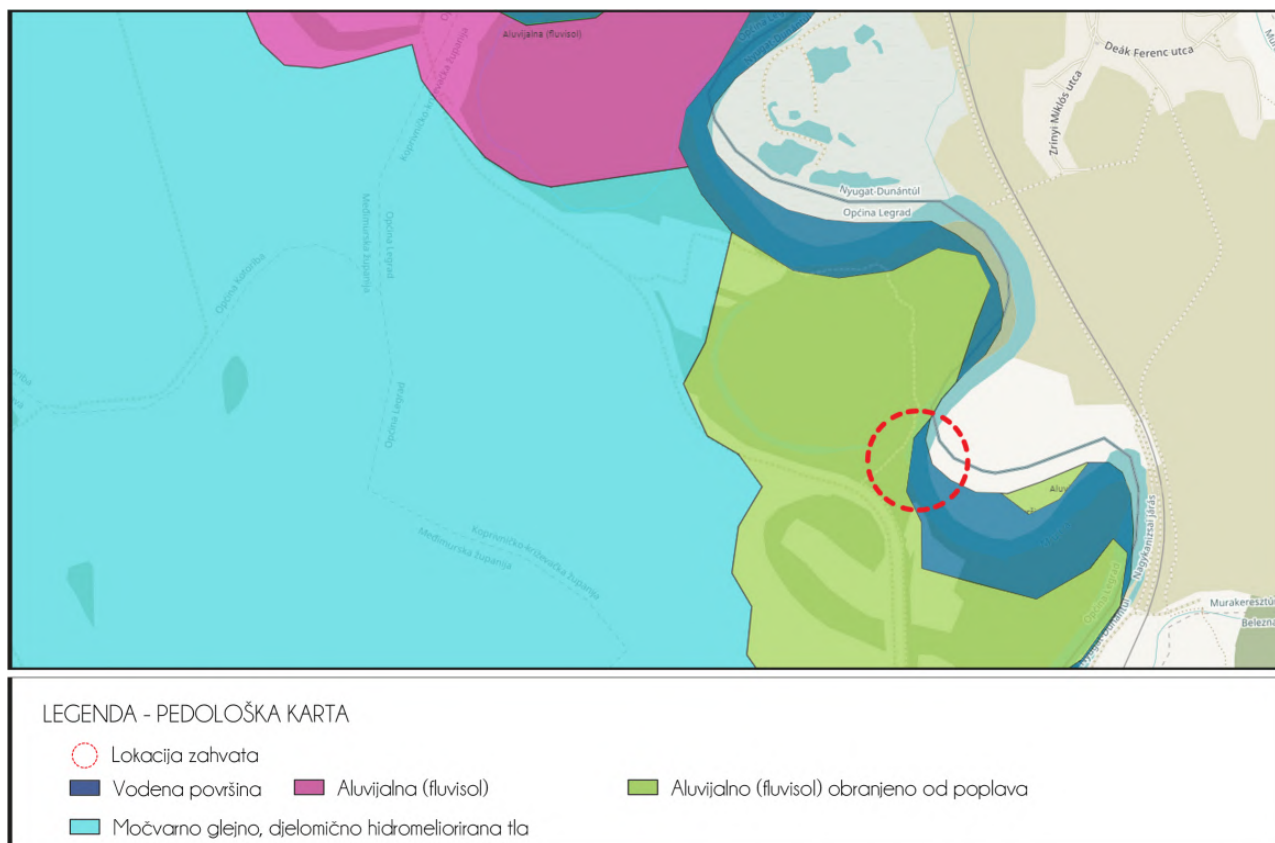 Aluvijalna (fluvisol)
Deák Ferenc utca
Zrínyi Miklós utca
Koprivničko-križevačka županija
Nyugat-Dunántúl
Općina Legrad
Međimurska županija
Općina Legrad
Općina Kotoriba
Općina Legrad
Koprivničko-križevačka županija
Međimurska županija
Nagykanizsai járás
Općina Legrad
Nyugat-Dunántúl
LEGENDA - PEDOLOŠKA KARTA
Lokacija zahvata
Vodena površina
Aluvijalna (fluvisol)
Aluvijalno (fluvisol) obranjeno od poplava
Močvarno glejno, djelomično hidromeliorirana tla